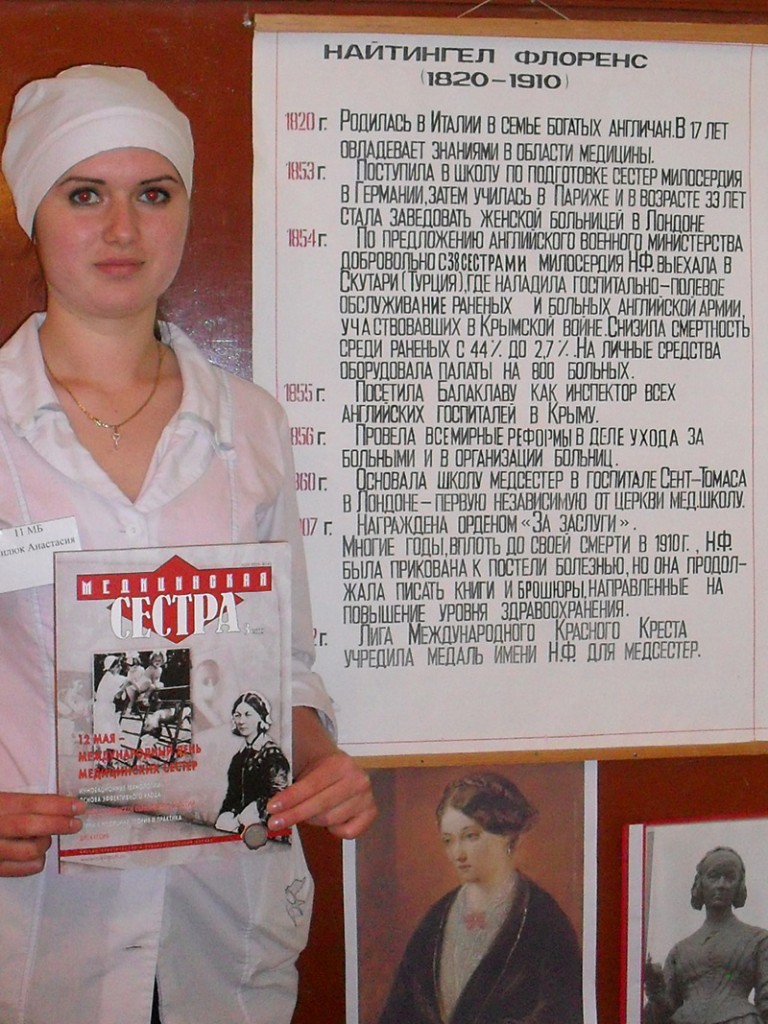 НАЙТИНГЕЛ ФЛОРЕНС
(1820-1910)
1820 г. Родилась в Италии в семье богатых англичан.В 17 лет
овладевает знаниями в области медицины.
1853 г. Поступила в школу по подготовке сестер милосердия
в Германии,затем училась в Париже и в возрасте 33 лет
стала заведовать женской больницей в Лондоне
1854 г. По предложению английского военного министерства
добровольно с 38 сестрами милосердия Н.Ф. выехала в
Скутари (Турция),где наладила госпитально-полевое
обслуживание раненых и больных английской армии,
участвовавших в Крымской войне.Снизила смертность
среди раненых с 44% до 2,7%.На личные средства
оборудовала палаты на 800 больных.
1855 г. Посетила Балаклаву как инспектор всех
английских госпиталей в Крыму.
856 г. Провела всемирные реформы в деле ухода за
больными и в организации больниц.
860 г. Основала школу медсестер в госпитале Сент-Томаса
в Лондоне-первую независимую от церкви мед.школу.
07 г. Награждена орденом «За заслуги».
Многие годы,вплоть до своей смерти в 1910г., Н.Ф.
была прикована к постели болезнью,но она продол-
жала писать книги и брошюры,направленные на
повышение уровня здравоохранения.
2 г. Лига Международного Красного Креста
учредила медаль имени Н.Ф. для медсестер.
11 МБ
илюк Анастасия
МЕДИЦИНСКАЯ
СЕСТРА
12 МАЯ -
МЕЖДУНАРОДНЫЙ ДЕНЬ
МЕДИЦИНСКИХ СЕСТЕР